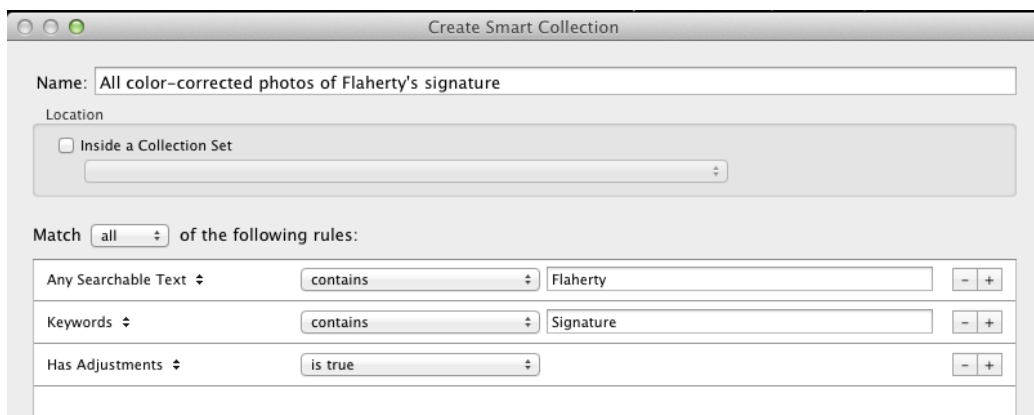 Create Smart Collection
Name: All color-corrected photos of Flaherty's signature
Location
Inside a Collection Set
Match all of the following rules:
Any Searchable Text contains Flaherty - +
Keywords contains Signature - +
Has Adjustments is true - +